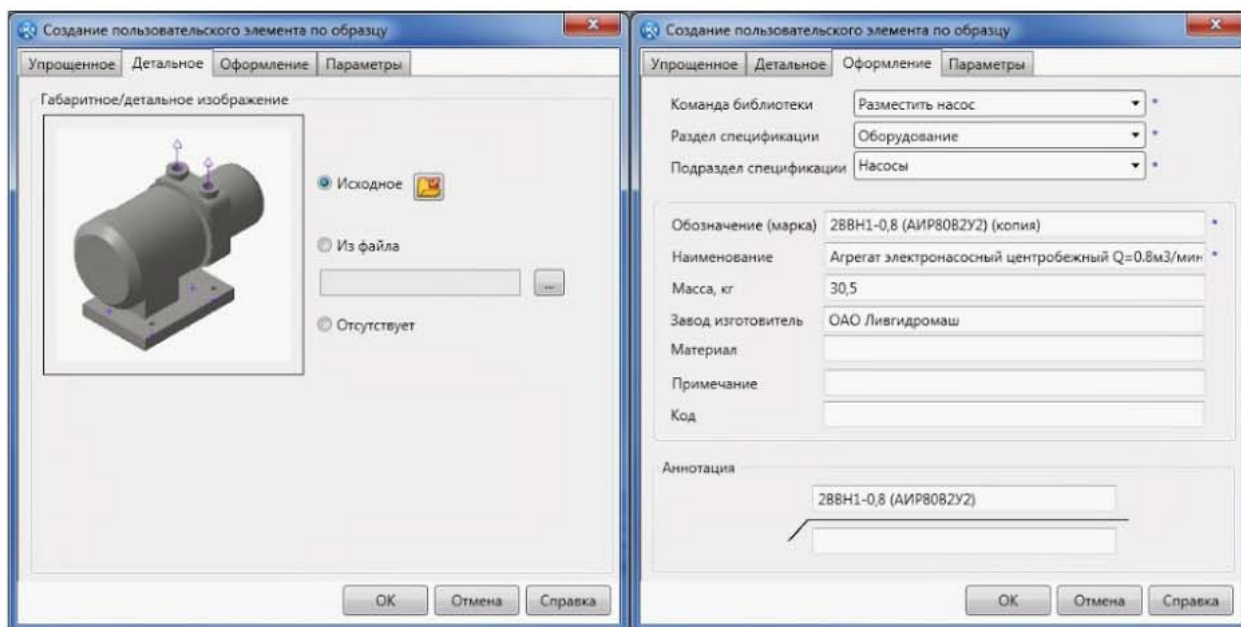 Создание пользовательского элемента по образцу
Упрощенное Детальное Оформление Параметры
Габаритное/детальное изображение
Исходное
Из файла
...
Отсутствует
ОК Отмена Справка
Создание пользовательского элемента по образцу
Упрощенное Детальное Оформление Параметры
Команда библиотеки Разместить насос *
Раздел спецификации Оборудование *
Подраздел спецификации Насосы *
Обозначение (марка) 2ВВН1-0,8 (АИР80В2У2) (копия) *
Наименование Агрегат электронасосный центробежный Q=0.8м3/мин *
Масса, кг 30,5
Завод изготовитель ОАО Ливгидромаш
Материал
Примечание
Код
Аннотация
2ВВН1-0,8 (АИР80В2У2)
ОК Отмена Справка